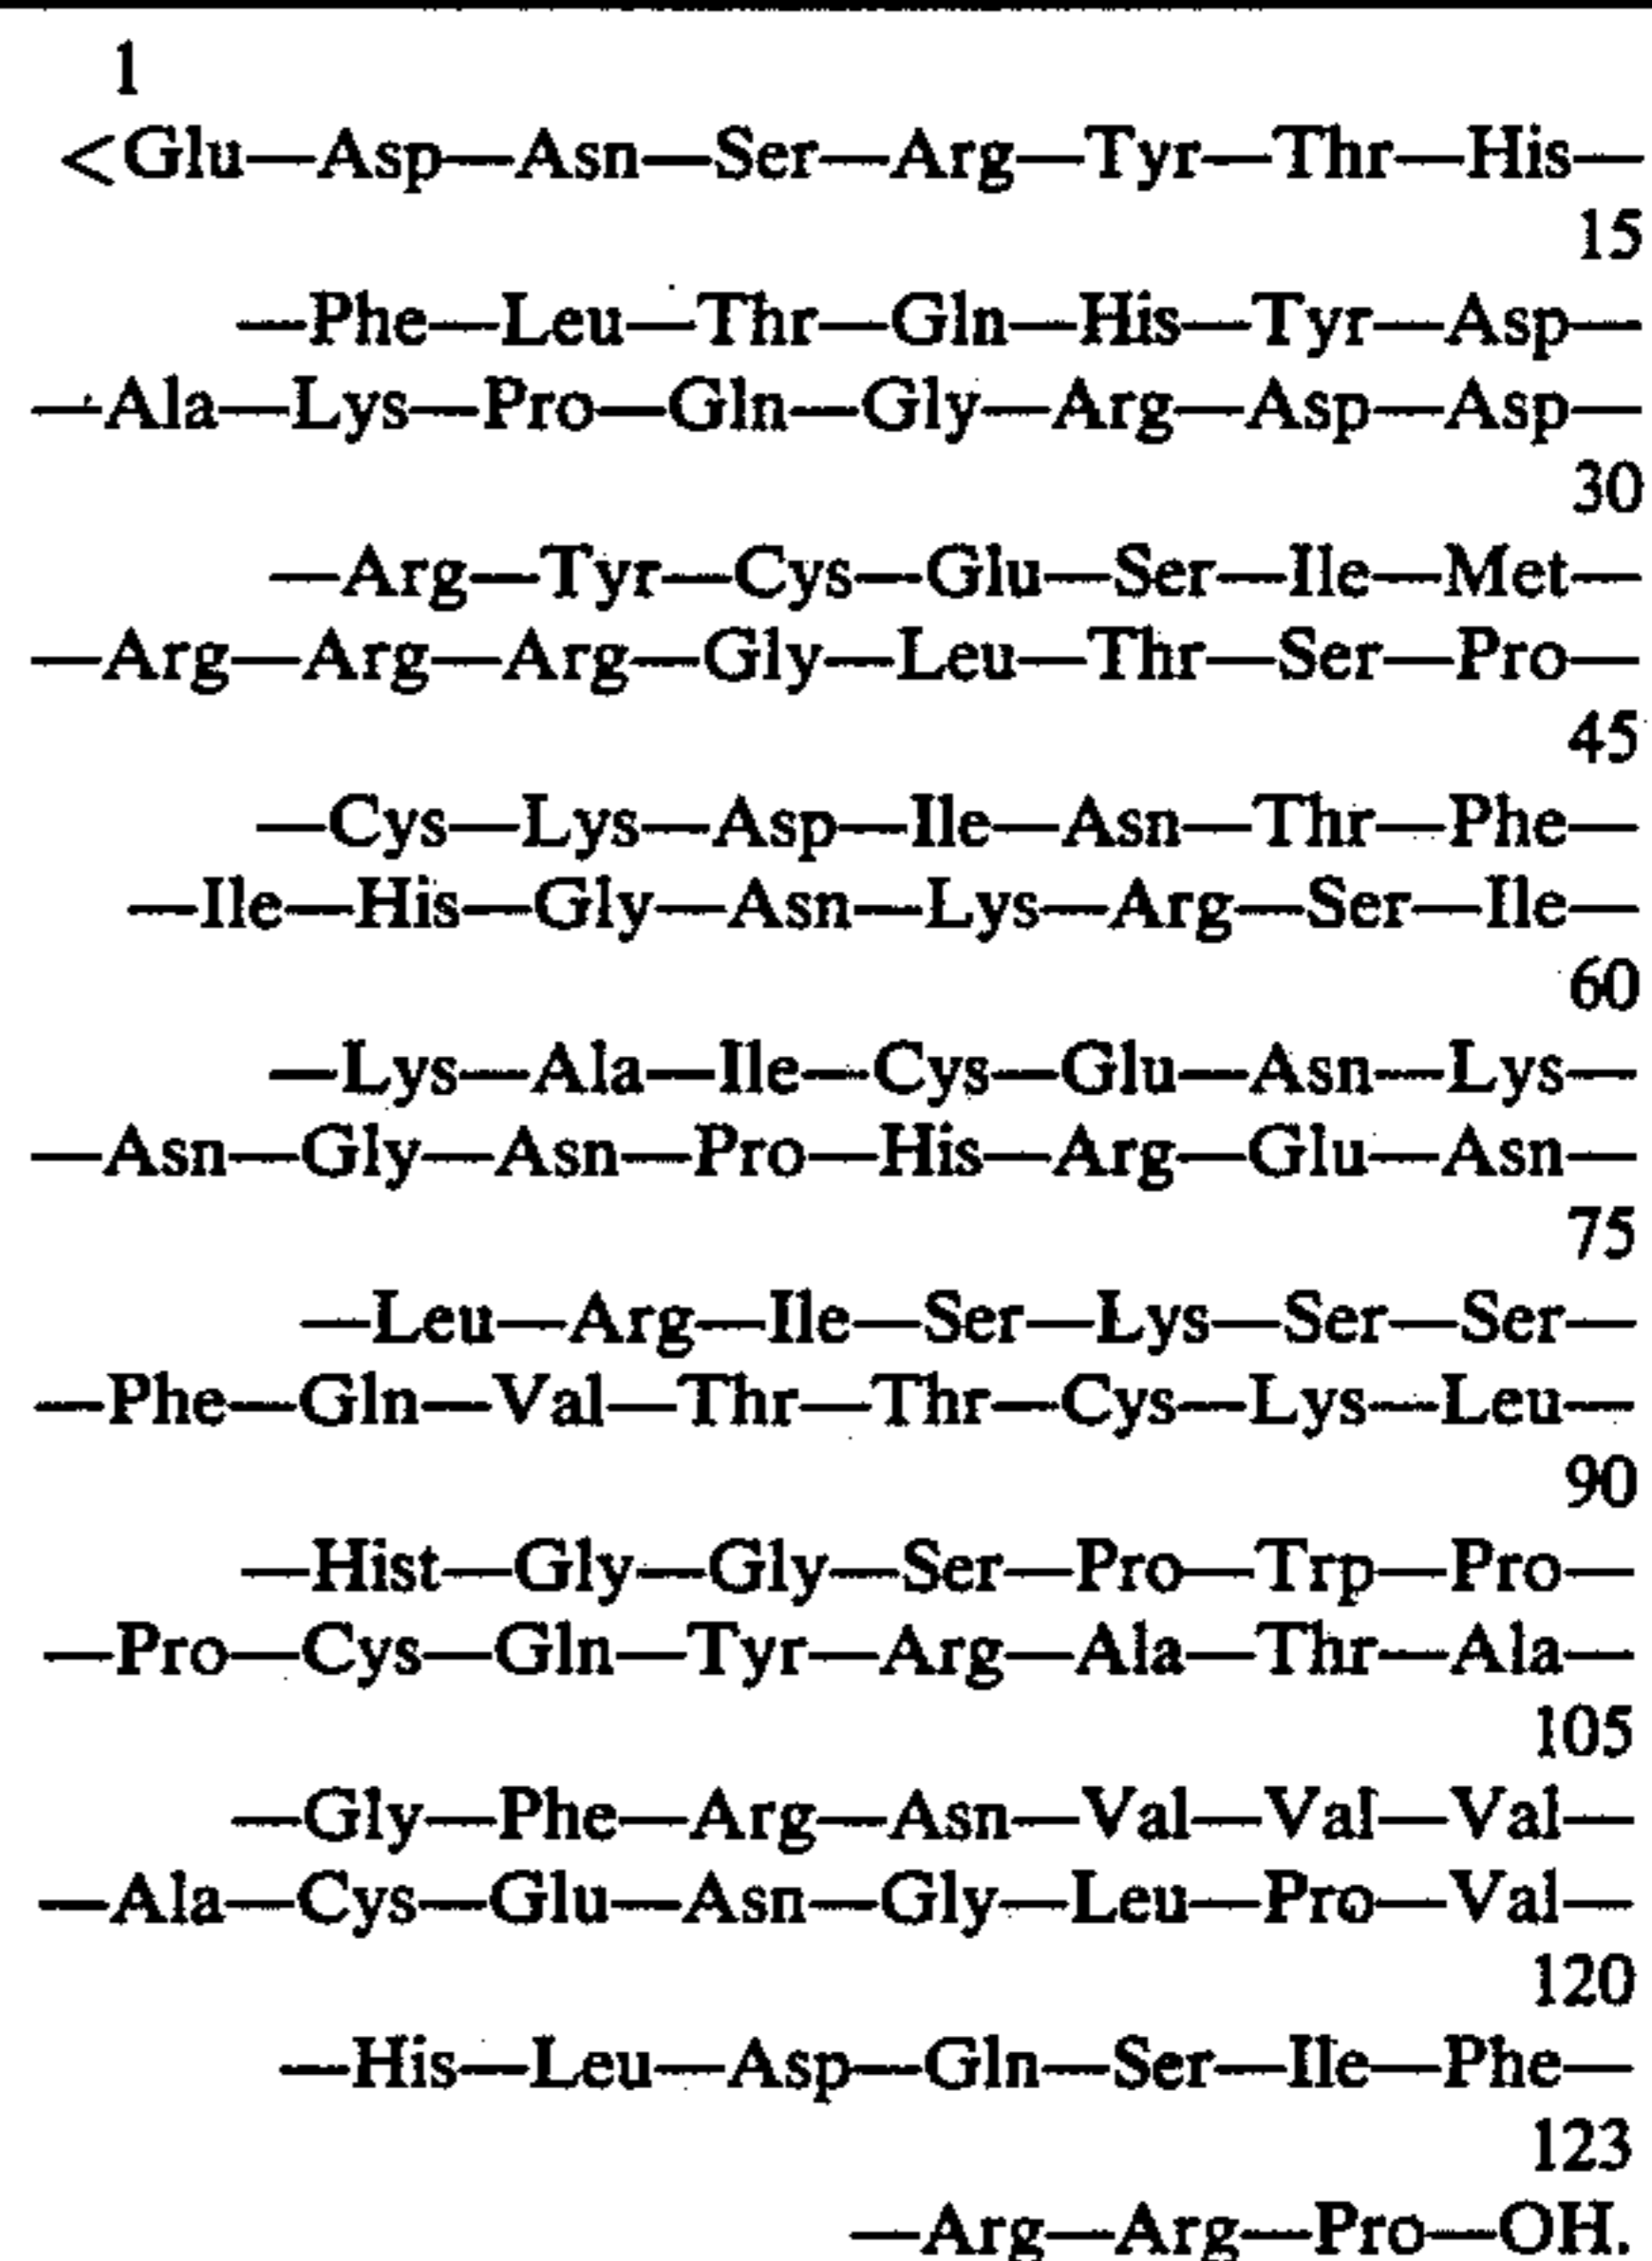 1
<Glu—Asp—Asn—Ser—Arg—Tyr—Thr—His—
15
—Phe—Leu—Thr—Gln—His—Tyr—Asp—
—Ala—Lys—Pro—Gln—Gly—Arg—Asp—Asp—
30
—Arg—Tyr—Cys—Glu—Ser—Ile—Met—
—Arg—Arg—Arg—Gly—Leu—Thr—Ser—Pro—
45
—Cys—Lys—Asp—Ile—Asn—Thr—Phe—
—Ile—His—Gly—Asn—Lys—Arg—Ser—Ile—
60
—Lys—Ala—Ile—Cys—Glu—Asn—Lys—
—Asn—Gly—Asn—Pro—His—Arg—Glu—Asn—
75
—Leu—Arg—Ile—Ser—Lys—Ser—Ser—
—Phe—Gln—Val—Thr—Thr—Cys—Lys—Leu—
90
—Hist—Gly—Gly—Ser—Pro—Trp—Pro—
—Pro—Cys—Gln—Tyr—Arg—Ala—Thr—Ala—
105
—Gly—Phe—Arg—Asn—Val—Val—Val—
—Ala—Cys—Glu—Asn—Gly—Leu—Pro—Val—
120
—His—Leu—Asp—Gln—Ser—Ile—Phe—
123
—Arg—Arg—Pro—OH.